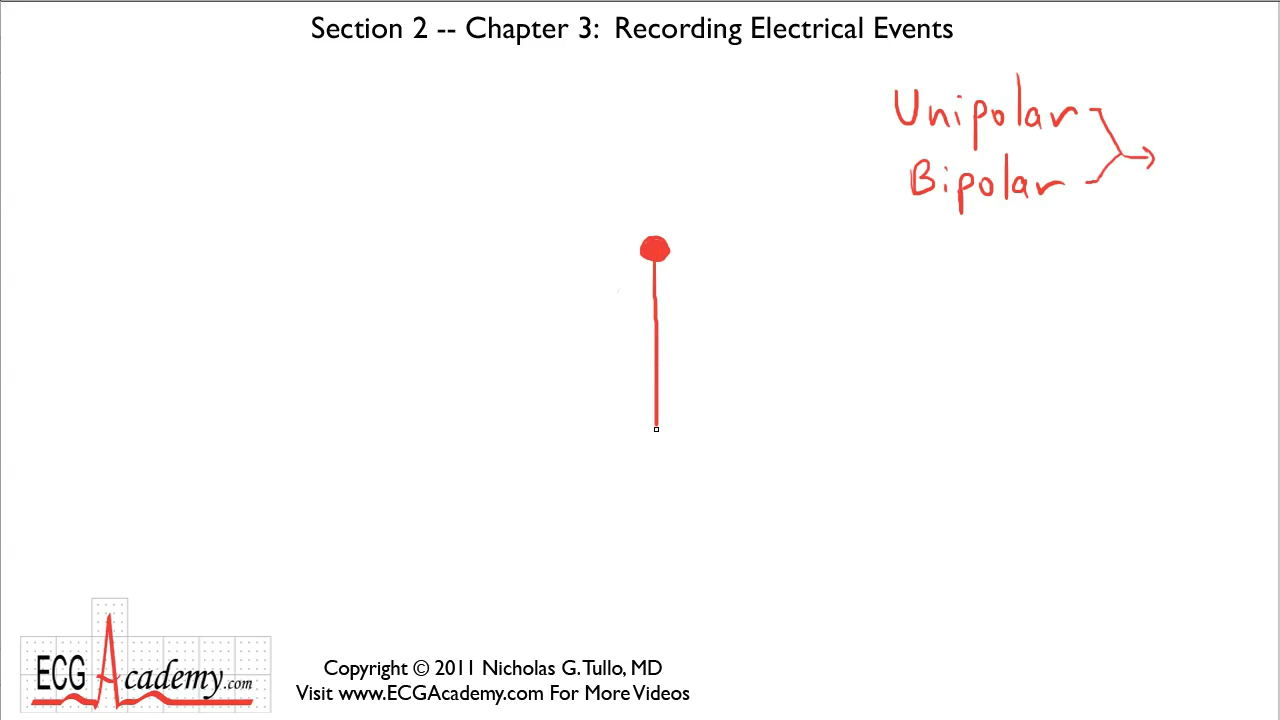 Section 2 -- Chapter 3: Recording Electrical Events
Unipolar
Bipolar
ECG Academy.com
Copyright © 2011 Nicholas G. Tullo, MD
Visit www.ECGAcademy.com For More Videos